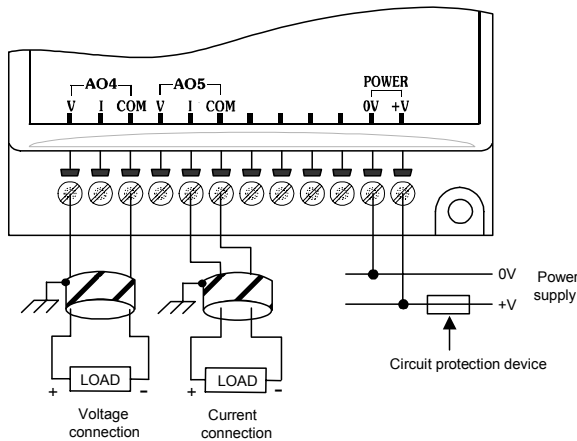 AO4 AO5 POWER
V I COM V I COM 0V +V
0V
Power
supply
+V
Circuit protection device
LOAD LOAD
+ - + -
Voltage
connection
Current
connection